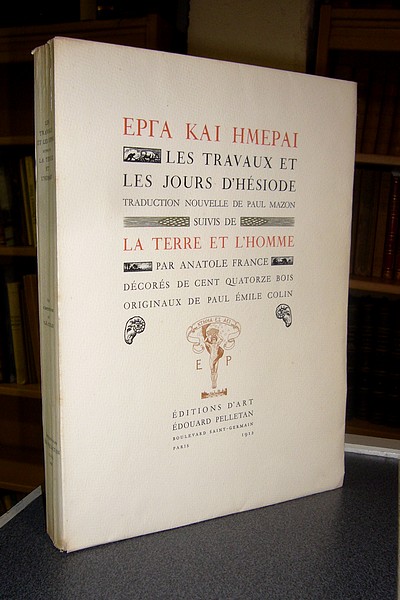 ΕΡΓΑ ΚΑΙ ΗΜΕΡΑΙ
LES TRAVAUX ET
LES JOURS D'HÉSIODE
TRADUCTION NOUVELLE DE PAUL MAZON
SUIVIS DE
LA TERRE ET L'HOMME
PAR ANATOLE FRANCE
DÉCORÉS DE CENT QUATORZE BOIS
ORIGINAUX DE PAUL ÉMILE COLIN
E P
ÉDITIONS D'ART
ÉDOUARD PELLETAN
BOULEVARD SAINT-GERMAIN
PARIS